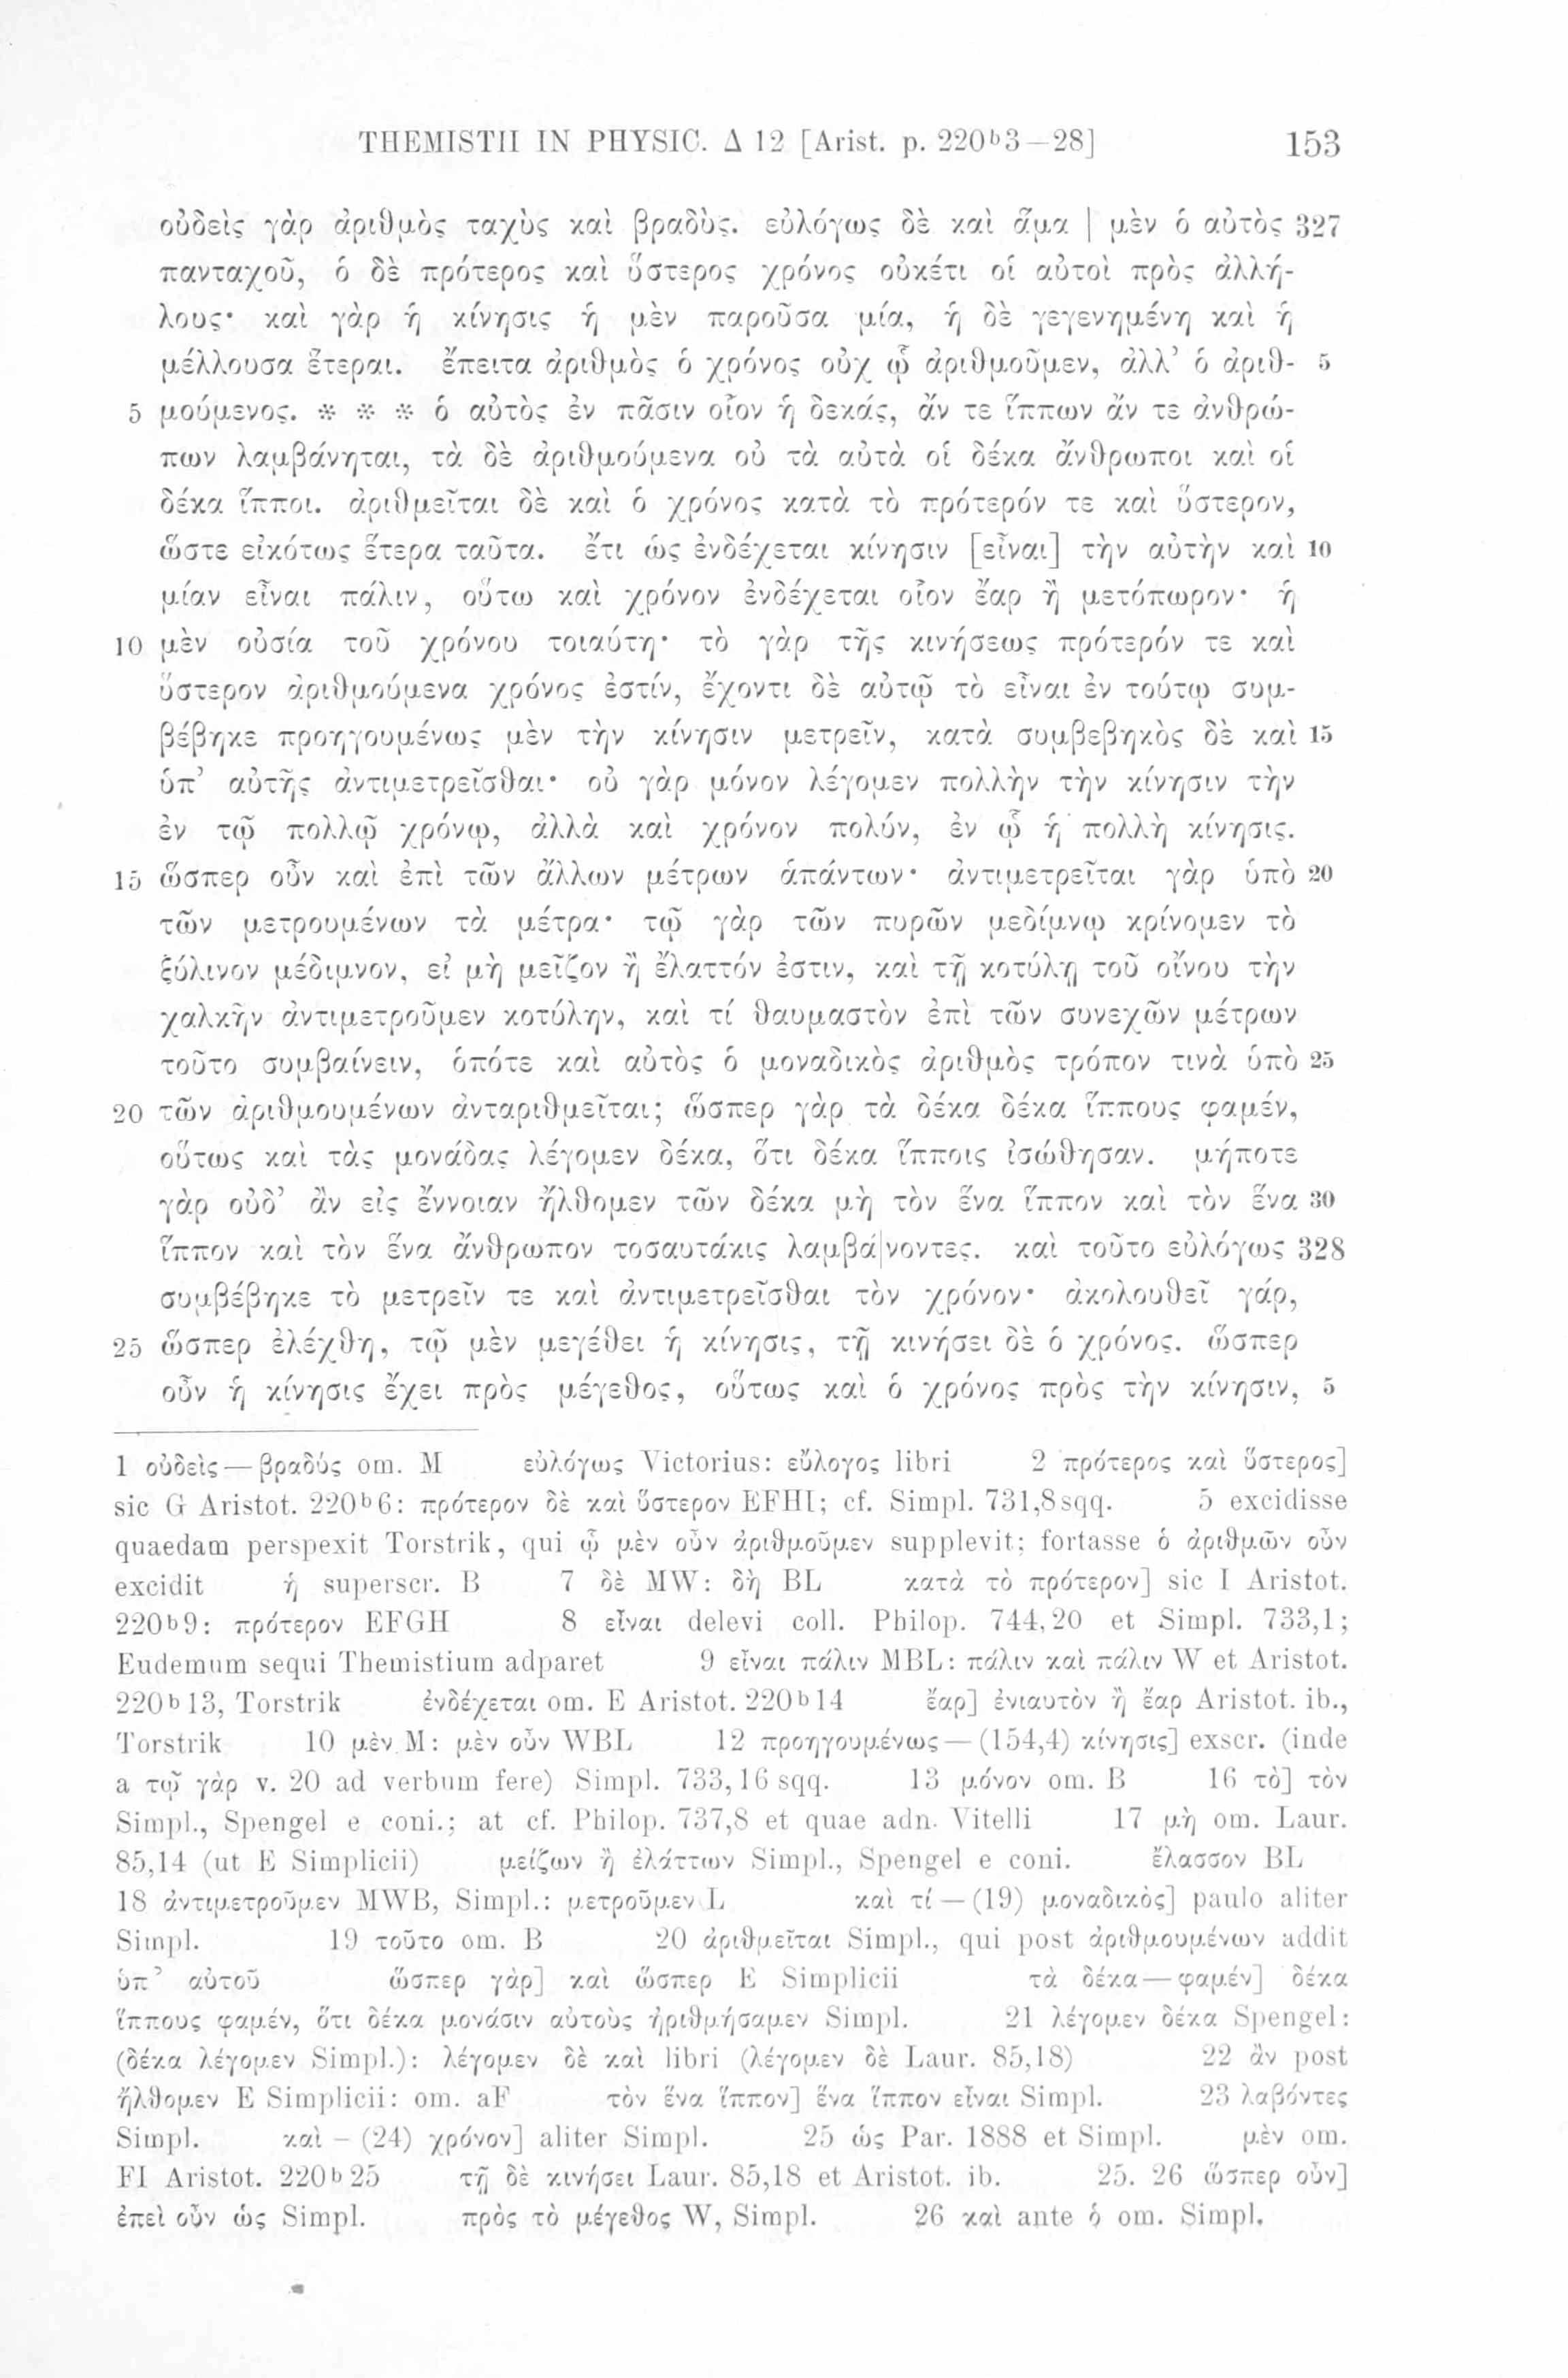 THEMISTII IN PHYSIC. Δ 12 [Arist. p. 220ᵇ3—28] 153
οὐδεὶς γὰρ ἀριθμὸς ταχὺς καὶ βραδὺς. εὐλόγως δὲ καὶ ἅμα | μὲν ὁ αὐτὸς 327
πανταχοῦ, ὁ δὲ πρότερος καὶ ὕστερος χρόνος οὐκέτι οἱ αὐτοὶ πρὸς ἀλλή-
λους· καὶ γὰρ ἡ κίνησις ἡ μὲν παροῦσα μία, ἡ δὲ γεγενημένη καὶ ἡ
μέλλουσα ἕτεραι. ἔπειτα ἀριθμὸς ὁ χρόνος οὐχ ᾧ ἀριθμοῦμεν, ἀλλ’ ὁ ἀριθ- 5
5 μούμενος. * * * ὁ αὐτὸς ἐν πᾶσιν οἷον ἡ δεκάς, ἄν τε ἵππων ἄν τε ἀνθρώ-
πων λαμβάνηται, τὰ δὲ ἀριθμούμενα οὐ τὰ αὐτὰ οἱ δέκα ἄνθρωποι καὶ οἱ
δέκα ἵπποι. ἀριθμεῖται δὲ καὶ ὁ χρόνος κατὰ τὸ πρότερόν τε καὶ ὕστερον,
ὥστε εἰκότως ἕτερα ταῦτα. ἔτι ὡς ἐνδέχεται κίνησιν [εἶναι] τὴν αὐτὴν καὶ 10
μίαν εἶναι πάλιν, οὕτω καὶ χρόνον ἐνδέχεται οἷον ἔαρ ἢ μετόπωρον· ἡ
10 μὲν οὐσία τοῦ χρόνου τοιαύτη· τὸ γὰρ τῆς κινήσεως πρότερόν τε καὶ
ὕστερον ἀριθμούμενα χρόνος ἐστίν, ἔχοντι δὲ αὐτῷ τὸ εἶναι ἐν τούτῳ συμ-
βέβηκε προηγουμένως μὲν τὴν κίνησιν μετρεῖν, κατὰ συμβεβηκὸς δὲ καὶ 15
ὑπ’ αὐτῆς ἀντιμετρεῖσθαι· οὐ γὰρ μόνον λέγομεν πολλὴν τὴν κίνησιν τὴν
ἐν τῷ πολλῷ χρόνῳ, ἀλλὰ καὶ χρόνον πολύν, ἐν ᾧ ἡ πολλὴ κίνησις.
15 ὥσπερ οὖν καὶ ἐπὶ τῶν ἄλλων μέτρων ἁπάντων· ἀντιμετρεῖται γὰρ ὑπὸ 20
τῶν μετρουμένων τὰ μέτρα· τῷ γὰρ τῶν πυρῶν μεδίμνῳ κρίνομεν τὸ
ξύλινον μέδιμνον, εἰ μὴ μεῖζον ἢ ἔλαττόν ἐστιν, καὶ τῇ κοτύλῃ τοῦ οἴνου τὴν
χαλκῆν ἀντιμετροῦμεν κοτύλην, καὶ τί θαυμαστὸν ἐπὶ τῶν συνεχῶν μέτρων
τοῦτο συμβαίνειν, ὁπότε καὶ αὐτὸς ὁ μοναδικὸς ἀριθμὸς τρόπον τινὰ ὑπὸ 25
20 τῶν ἀριθμουμένων ἀνταριθμεῖται; ὥσπερ γὰρ τὰ δέκα δέκα ἵππους φαμέν,
οὕτως καὶ τὰς μονάδας λέγομεν δέκα, ὅτι δέκα ἵπποις ἰσώθησαν. μήποτε
γὰρ οὐδ’ ἂν εἰς ἔννοιαν ἤλθομεν τῶν δέκα μὴ τὸν ἕνα ἵππον καὶ τὸν ἕνα 30
ἵππον καὶ τὸν ἕνα ἄνθρωπον τοσαυτάκις λαμβά|νοντες. καὶ τοῦτο εὐλόγως 328
συμβέβηκε τὸ μετρεῖν τε καὶ ἀντιμετρεῖσθαι τὸν χρόνον· ἀκολουθεῖ γάρ,
25 ὥσπερ ἐλέχθη, τῷ μὲν μεγέθει ἡ κίνησις, τῇ κινήσει δὲ ὁ χρόνος. ὥσπερ
οὖν ἡ κίνησις ἔχει πρὸς μέγεθος, οὕτως καὶ ὁ χρόνος πρὸς τὴν κίνησιν, 5
1 οὐδεὶς — βραδύς om. M εὐλόγως Victorius: εὔλογος libri 2 πρότερος καὶ ὕστερος]
sic G Aristot. 220ᵇ6: πρότερον δὲ καὶ ὕστερον EFHI; cf. Simpl. 731,8sqq. 5 excidisse
quaedam perspexit Torstrik, qui ᾧ μὲν οὖν ἀριθμοῦμεν supplevit; fortasse ὁ ἀριθμῶν οὖν
excidit ἡ superscr. B 7 δὲ MW: δὴ BL κατὰ τὸ πρότερον] sic I Aristot.
220ᵇ9: πρότερον EFGH 8 εἶναι delevi coll. Philop. 744,20 et Simpl. 733,1;
Eudemum sequi Themistium adparet 9 εἶναι πάλιν MBL: πάλιν καὶ πάλιν W et Aristot.
220ᵇ13, Torstrik ἐνδέχεται om. E Aristot. 220ᵇ14 ἔαρ] ἐνιαυτὸν ἢ ἔαρ Aristot. ib.,
Torstrik 10 μὲν M: μὲν οὖν WBL 12 προηγουμένως — (154,4) κίνησις] exscr. (inde
a τῷ γὰρ v. 20 ad verbum fere) Simpl. 733,16 sqq. 13 μόνον om. B 16 τὸ] τὸν
Simpl., Spengel e coni.; at cf. Philop. 737,8 et quae adn. Vitelli 17 μὴ om. Laur.
85,14 (ut E Simplicii) μείζων ἢ ἐλάττων Simpl., Spengel e coni. ἔλασσον BL
18 ἀντιμετροῦμεν MWB, Simpl.: μετροῦμεν L καὶ τί — (19) μοναδικὸς] paulo aliter
Simpl. 19 τοῦτο om. B 20 ἀριθμεῖται Simpl., qui post ἀριθμουμένων addit
ὑπ’ αὐτοῦ ὥσπερ γὰρ] καὶ ὥσπερ E Simplicii τὰ δέκα — φαμέν] δέκα
ἵππους φαμέν, ὅτι δέκα μονάσιν αὐτοὺς ἠριθμήσαμεν Simpl. 21 λέγομεν δέκα Spengel:
(δέκα λέγομεν Simpl.): λέγομεν δὲ καὶ libri (λέγομεν δὲ Laur. 85,18) 22 ἂν post
ἤλθομεν E Simplicii: om. aF τὸν ἕνα ἵππον] ἕνα ἵππον εἶναι Simpl. 23 λαβόντες
Simpl. καὶ – (24) χρόνον] aliter Simpl. 25 ὡς Par. 1888 et Simpl. μὲν om.
FI Aristot. 220ᵇ25 τῇ δὲ κινήσει Laur. 85,18 et Aristot. ib. 25. 26 ὥσπερ οὖν]
ἐπεὶ οὖν ὡς Simpl. πρὸς τὸ μέγεθος W, Simpl. 26 καὶ ante ὁ om. Simpl.